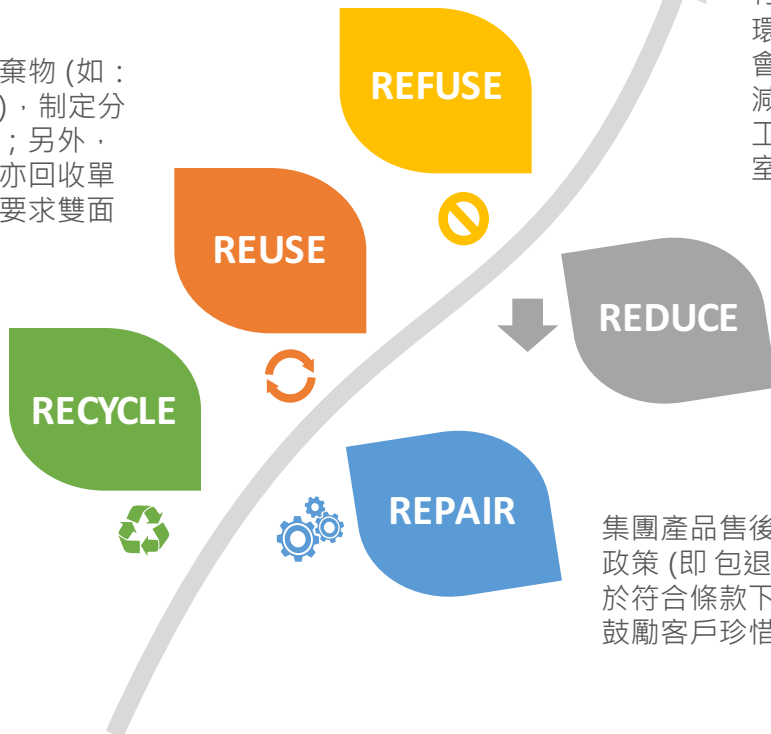 環
會
減
工
室
棄物 (如：
)，制定分
；另外，
亦回收單
要求雙面
REFUSE
REUSE
REDUCE
RECYCLE
REPAIR
集團產品售後
政策 (即 包退
於符合條款下
鼓勵客戶珍惜